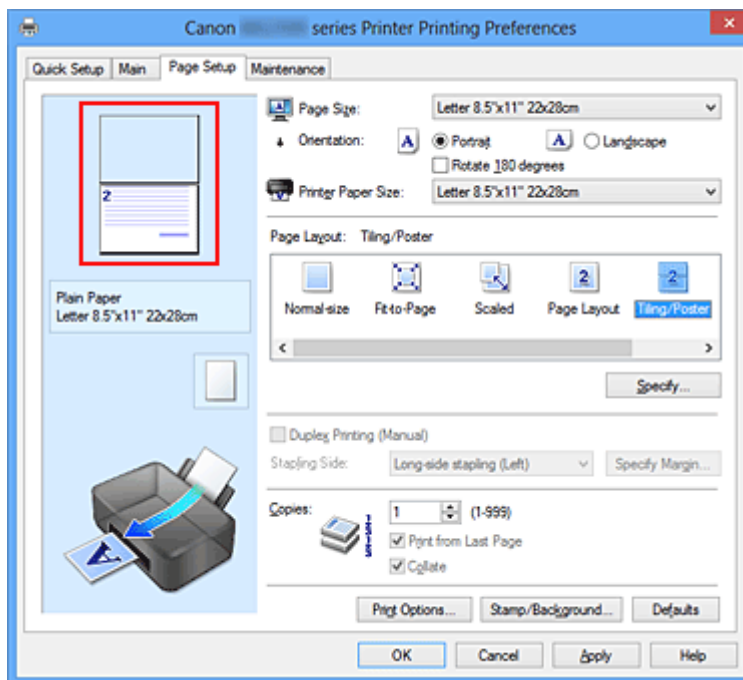 Canon series Printer Printing Preferences
Quick Setup Main Page Setup Maintenance
Page Size: Letter 8.5"x11" 22x28cm
Orientation: A Portrait A Landscape
Rotate 180 degrees
Printer Paper Size: Letter 8.5"x11" 22x28cm
2
Page Layout: Tiling/Poster
2 2
Normal-size Fit-to-Page Scaled Page Layout Tiling/Poster
Plain Paper
Letter 8.5"x11" 22x28cm
Specify...
Duplex Printing (Manual)
Stapling Side: Long-side stapling (Left) Specify Margin...
Copies: 1 (1-999)
Print from Last Page
Collate
A
Print Options... Stamp/Background... Defaults
OK Cancel Apply Help